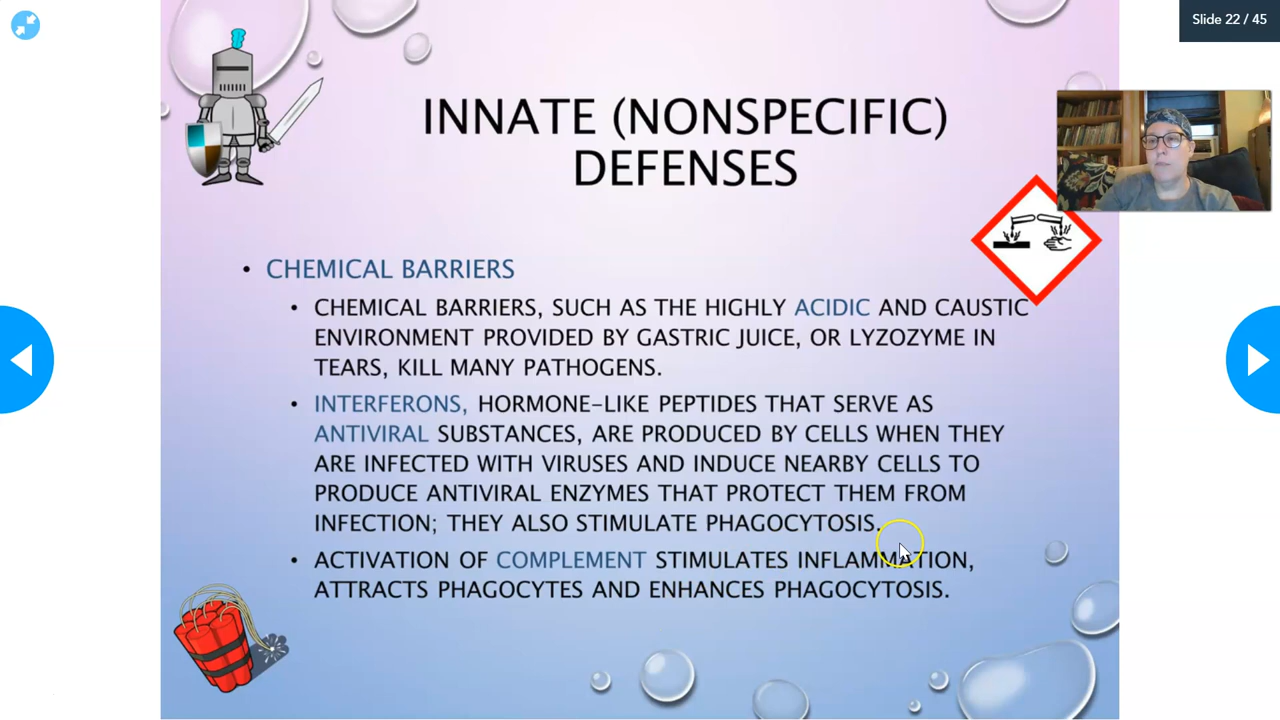 Slide 22 / 45
INNATE (NONSPECIFIC)
DEFENSES
• CHEMICAL BARRIERS
• CHEMICAL BARRIERS, SUCH AS THE HIGHLY ACIDIC AND CAUSTIC
ENVIRONMENT PROVIDED BY GASTRIC JUICE, OR LYZOZYME IN
TEARS, KILL MANY PATHOGENS.
• INTERFERONS, HORMONE-LIKE PEPTIDES THAT SERVE AS
ANTIVIRAL SUBSTANCES, ARE PRODUCED BY CELLS WHEN THEY
ARE INFECTED WITH VIRUSES AND INDUCE NEARBY CELLS TO
PRODUCE ANTIVIRAL ENZYMES THAT PROTECT THEM FROM
INFECTION; THEY ALSO STIMULATE PHAGOCYTOSIS.
• ACTIVATION OF COMPLEMENT STIMULATES INFLAMMATION,
ATTRACTS PHAGOCYTES AND ENHANCES PHAGOCYTOSIS.